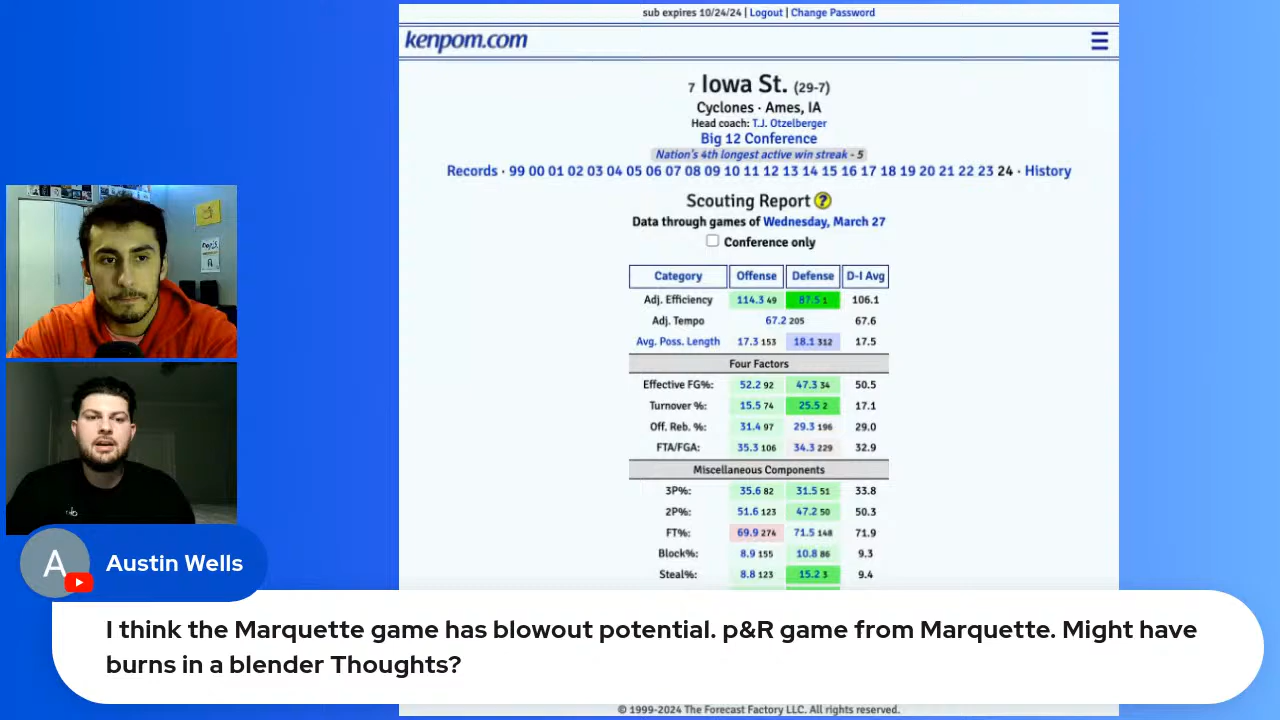 sub expires 10/24/24 | Logout | Change Password
kenpom.com
7 Iowa St. (29-7)
Cyclones · Ames, IA
Head coach: T.J. Otzelberger
Big 12 Conference
Nation's 4th longest active win streak - 5
Records · 99 00 01 02 03 04 05 06 07 08 09 10 11 12 13 14 15 16 17 18 19 20 21 22 23 24 · History
Scouting Report ?
Data through games of Wednesday, March 27
Conference only
Category Offense Defense D-I Avg
Adj. Efficiency 114.3 49 87.5 1 106.1
Adj. Tempo 67.2 205 67.6
Avg. Poss. Length 17.3 153 18.1 312 17.5
Four Factors
Effective FG%: 52.2 92 47.3 34 50.5
Turnover %: 15.5 74 25.5 2 17.1
Off. Reb. %: 31.4 97 29.3 196 29.0
FTA/FGA: 35.3 106 34.3 229 32.9
Miscellaneous Components
3P%: 35.6 82 31.5 51 33.8
2P%: 51.6 123 47.2 50 50.3
FT%: 69.9 274 71.5 148 71.9
Block%: 8.9 155 10.8 86 9.3
Steal%: 8.8 123 15.2 3 9.4
A
Austin Wells
I think the Marquette game has blowout potential. p&R game from Marquette. Might have
burns in a blender Thoughts?
© 1999-2024 The Forecast Factory LLC. All rights reserved.